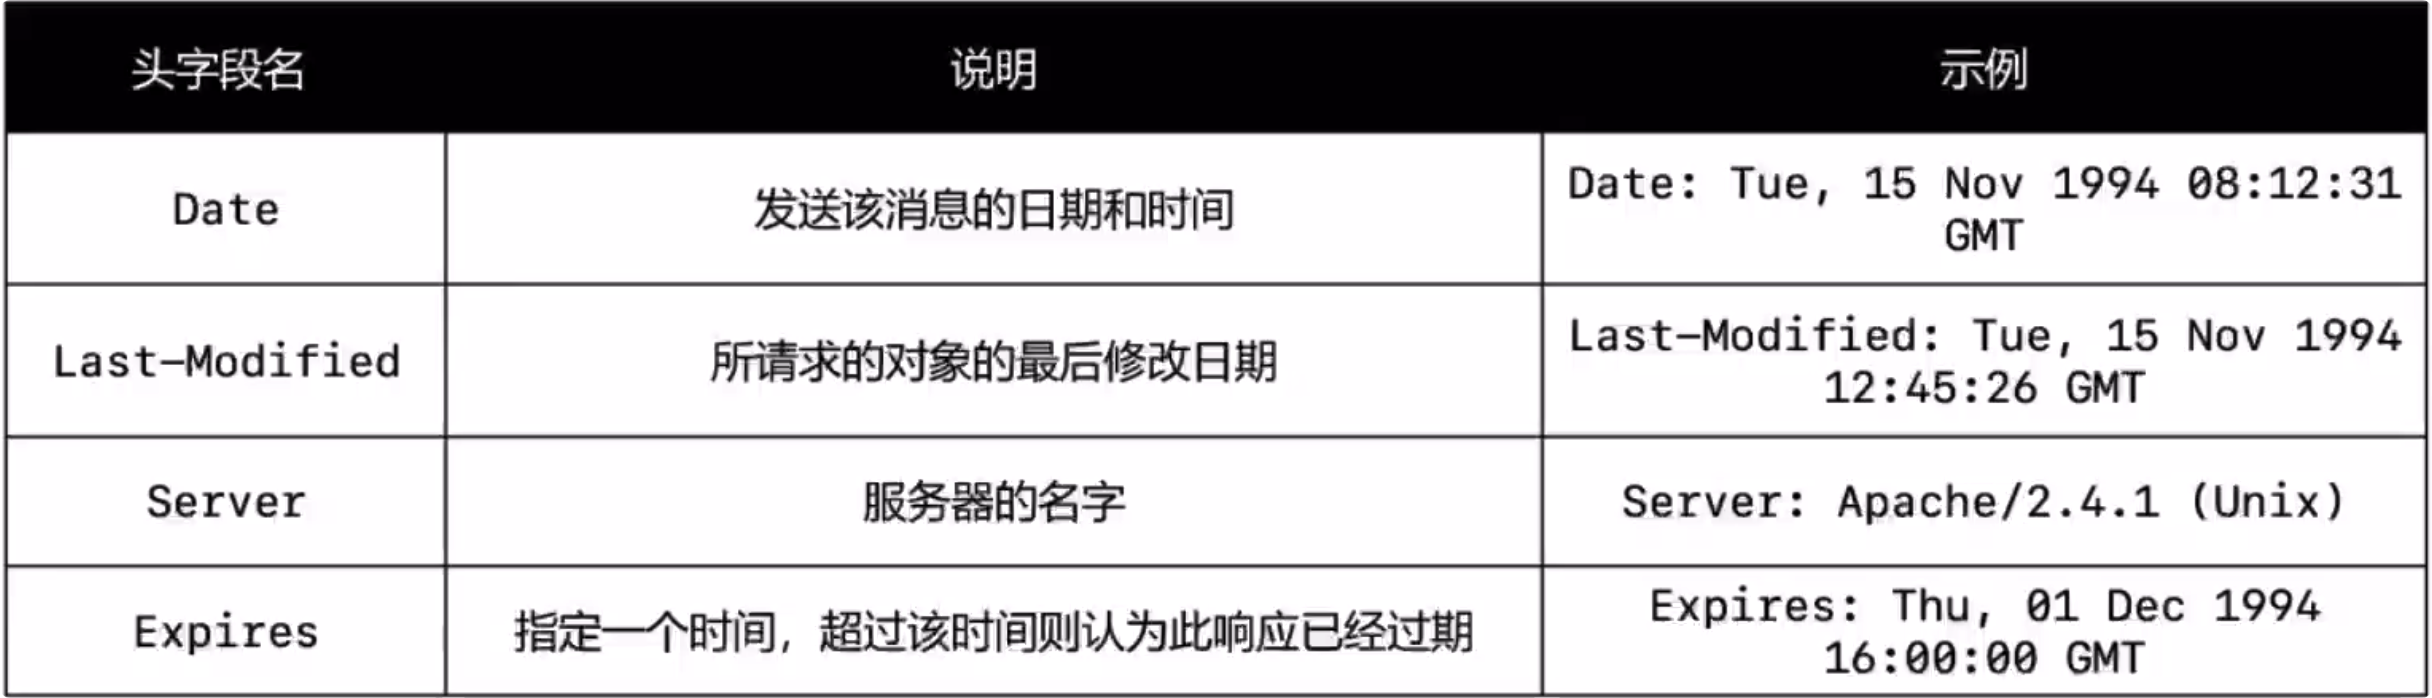 头字段名 说明 示例
Date 发送该消息的日期和时间 Date: Tue, 15 Nov 1994 08:12:31
GMT
Last-Modified 所请求的对象的最后修改日期 Last-Modified: Tue, 15 Nov 1994
12:45:26 GMT
Server 服务器的名字 Server: Apache/2.4.1 (Unix)
Expires 指定一个时间，超过该时间则认为此响应已经过期 Expires: Thu, 01 Dec 1994
16:00:00 GMT